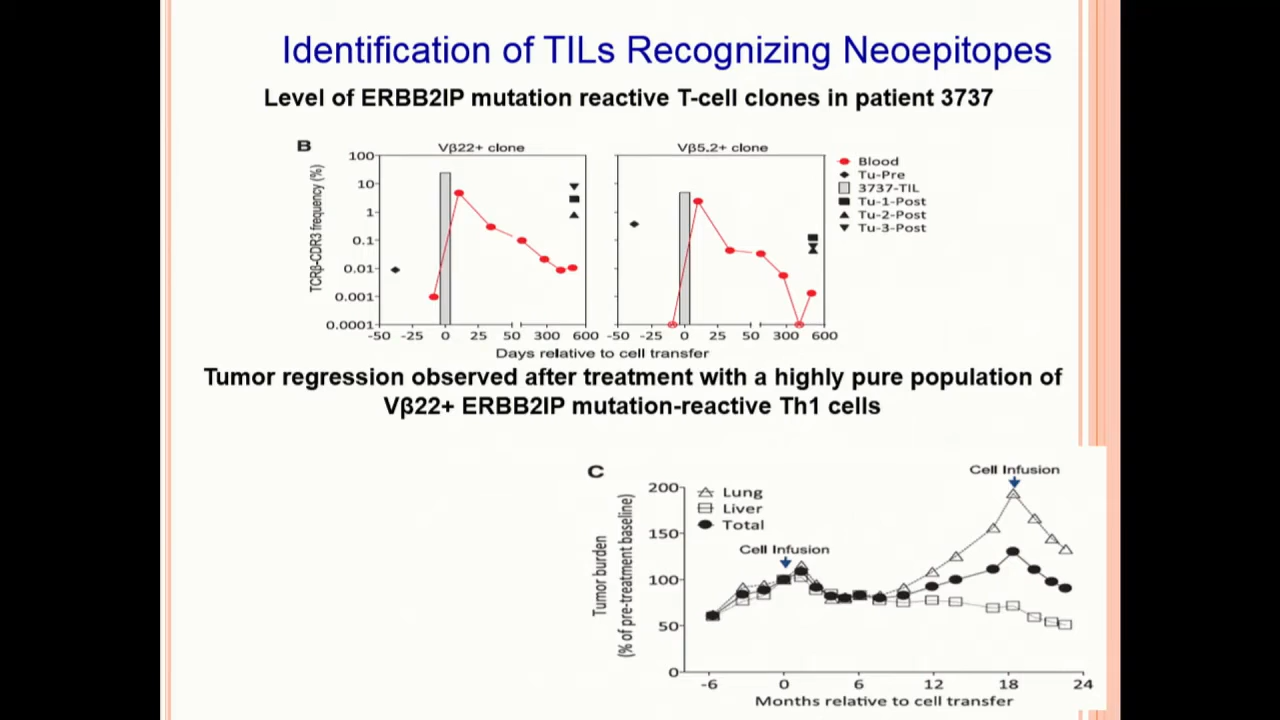 Identification of TILs Recognizing Neoepitopes
Level of ERBB2IP mutation reactive T-cell clones in patient 3737
B
Vβ22+ clone
Vβ5.2+ clone
TCRβ-CDR3 frequency (%)
100
10
1
0.1
0.01
0.001
0.0001
-50 -25 0 25 50 300 600
-50 -25 0 25 50 300 600
Days relative to cell transfer
Blood
Tu-Pre
3737-TIL
Tu-1-Post
Tu-2-Post
Tu-3-Post
Tumor regression observed after treatment with a highly pure population of
Vβ22+ ERBB2IP mutation-reactive Th1 cells
C
Cell Infusion
Lung
Liver
Total
Cell Infusion
Tumor burden
(% of pre-treatment baseline)
200
150
100
50
0
-6 0 6 12 18 24
Months relative to cell transfer